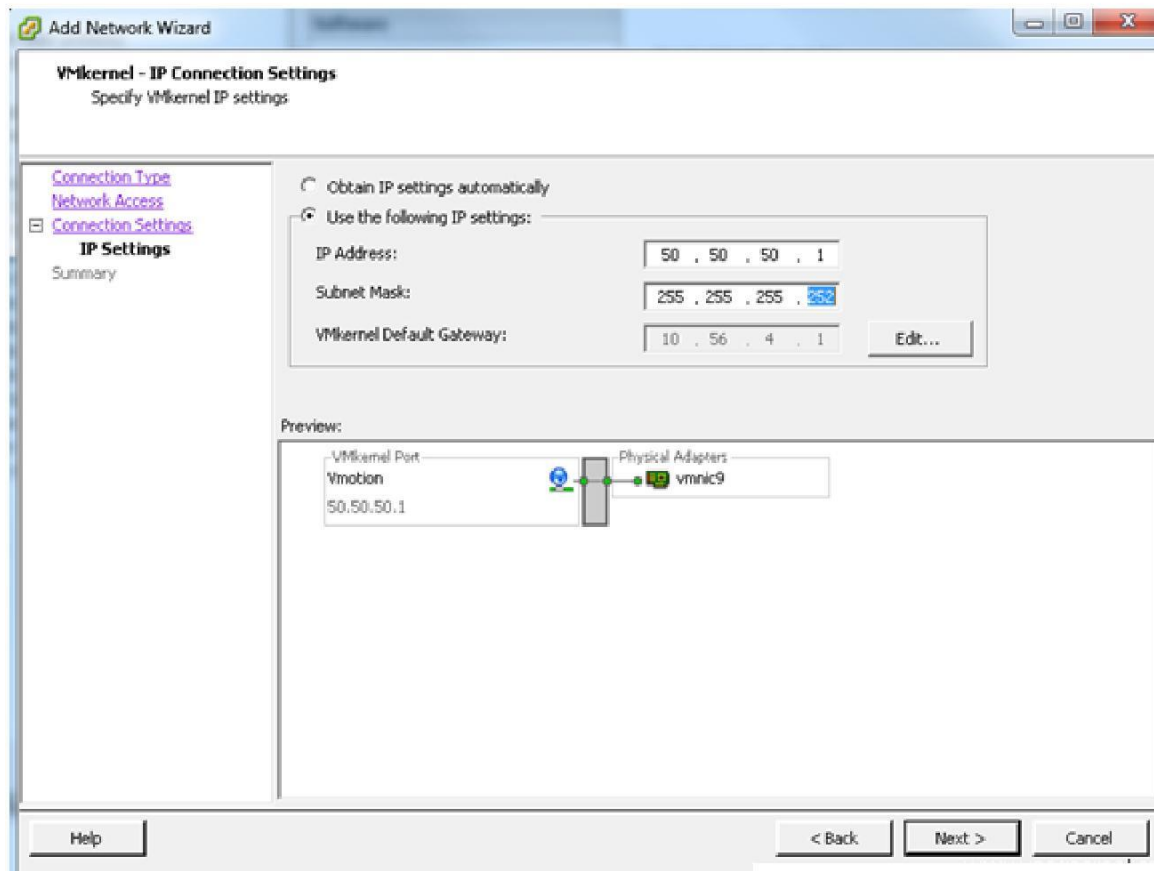 Add Network Wizard
VMkernel - IP Connection Settings
Specify VMkernel IP settings
Connection Type
Network Access
Connection Settings
IP Settings
Summary
Obtain IP settings automatically
Use the following IP settings:
IP Address: 50 . 50 . 50 . 1
Subnet Mask: 255 . 255 . 255 . 252
VMkernel Default Gateway: 10 . 56 . 4 . 1 Edit...
Preview:
VMkernel Port Physical Adapters
Vmotion vmnic9
50.50.50.1
Help < Back Next > Cancel